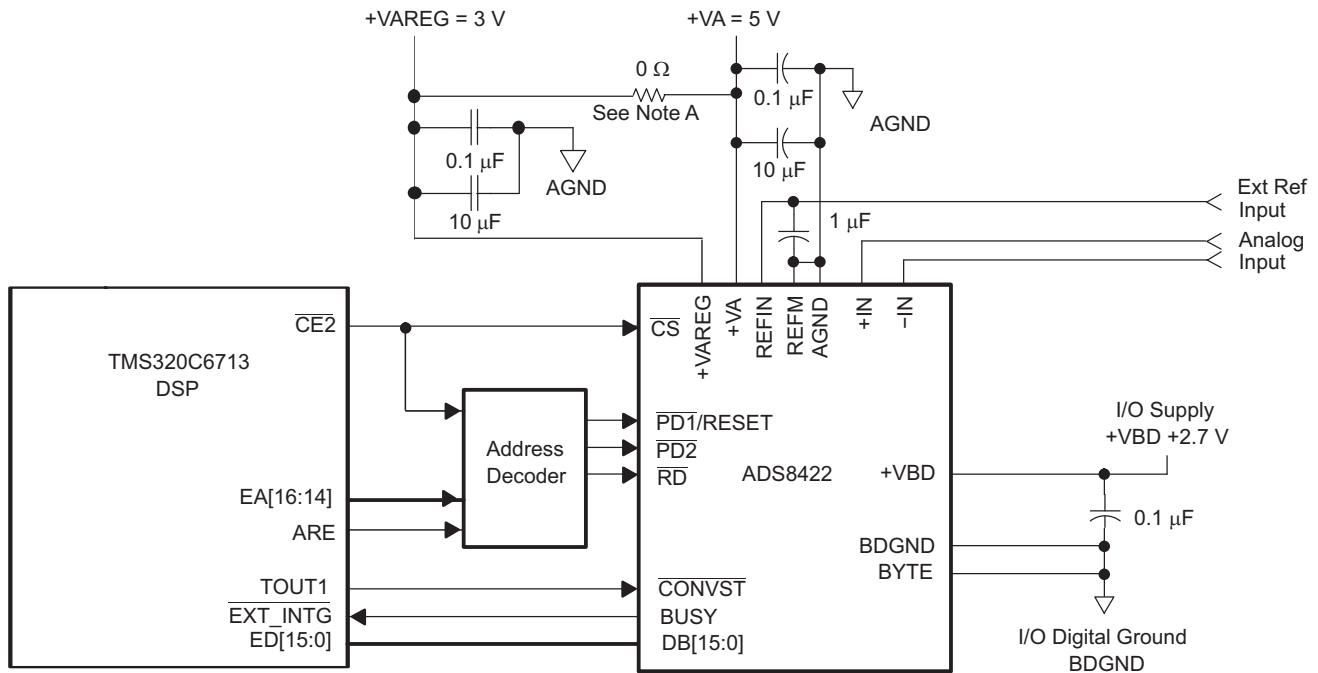 +VAREG = 3 V
+VA = 5 V
0 Ω
See Note A
0.1 μF
AGND
10 μF
0.1 μF
AGND
10 μF
1 μF
Ext Ref
Input
Analog
Input
TMS320C6713
DSP
CE2
EA[16:14]
ARE
TOUT1
EXT_INTG
ED[15:0]
Address
Decoder
CS
+VAREG
+VA
REFIN
REFM
AGND
+IN
−IN
PD1/RESET
PD2
RD
ADS8422
CONVST
BUSY
DB[15:0]
+VBD
BDGND
BYTE
I/O Supply
+VBD +2.7 V
0.1 μF
I/O Digital Ground
BDGND